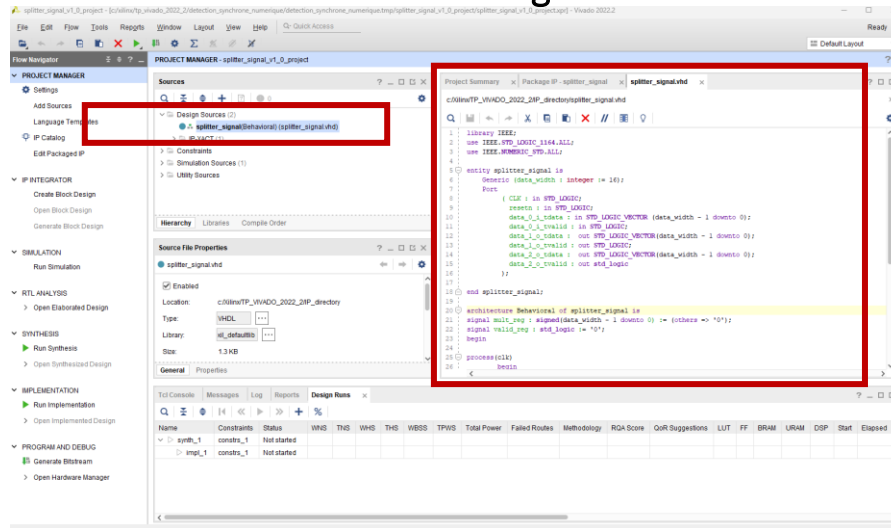 splitter_signal_v1_0_project - [c:/xilinx/tp_vivado_2022_2/detection_synchrone_numerique/detection_synchrone_numerique.tmp/splitter_signal_v1_0_project/splitter_signal_v1_0_project.xpr] - Vivado 2022.2
File Edit Flow Tools Reports Window Layout View Help Q- Quick Access Ready
Default Layout
Flow Navigator PROJECT MANAGER - splitter_signal_v1_0_project
PROJECT MANAGER
Settings
Add Sources
Language Templates
IP Catalog
Edit Packaged IP
IP INTEGRATOR
Create Block Design
Open Block Design
Generate Block Design
SIMULATION
Run Simulation
RTL ANALYSIS
Open Elaborated Design
SYNTHESIS
Run Synthesis
Open Synthesized Design
IMPLEMENTATION
Run Implementation
Open Implemented Design
PROGRAM AND DEBUG
Generate Bitstream
Open Hardware Manager
Sources
0
Design Sources (2)
splitter_signal(Behavioral) (splitter_signal.vhd)
IP-XACT (1)
Constraints
Simulation Sources (1)
Utility Sources
Hierarchy Libraries Compile Order
Source File Properties
splitter_signal.vhd
Enabled
Location: c:/Xilinx/TP_VIVADO_2022_2/IP_directory
Type: VHDL
Library: xil_defaultlib
Size: 1.3 KB
General Properties
Project Summary Package IP - splitter_signal splitter_signal.vhd
c:/Xilinx/TP_VIVADO_2022_2/IP_directory/splitter_signal.vhd
1 library IEEE;
2 use IEEE.STD_LOGIC_1164.ALL;
3 use IEEE.NUMERIC_STD.ALL;
4
5 entity splitter_signal is
6 Generic (data_width : integer := 16);
7 Port
8 ( CLK : in STD_LOGIC;
9 resetn : in STD_LOGIC;
10 data_0_i_tdata : in STD_LOGIC_VECTOR (data_width - 1 downto 0);
11 data_0_i_tvalid : in STD_LOGIC;
12 data_1_o_tdata : out STD_LOGIC_VECTOR(data_width - 1 downto 0);
13 data_1_o_tvalid : out STD_LOGIC;
14 data_2_o_tdata : out STD_LOGIC_VECTOR(data_width - 1 downto 0);
15 data_2_o_tvalid : out std_logic
16 );
17
18 end splitter_signal;
19
20 architecture Behavioral of splitter_signal is
21 signal mult_reg : signed(data_width - 1 downto 0) := (others => '0');
22 signal valid_reg : std_logic := '0';
23 begin
24
25 process(clk)
26 begin
Tcl Console Messages Log Reports Design Runs
Name Constraints Status WNS TNS WHS THS WBSS TPWS Total Power Failed Routes Methodology RQA Score QoR Suggestions LUT FF BRAM URAM DSP Start Elapsed
synth_1 constrs_1 Not started
impl_1 constrs_1 Not started